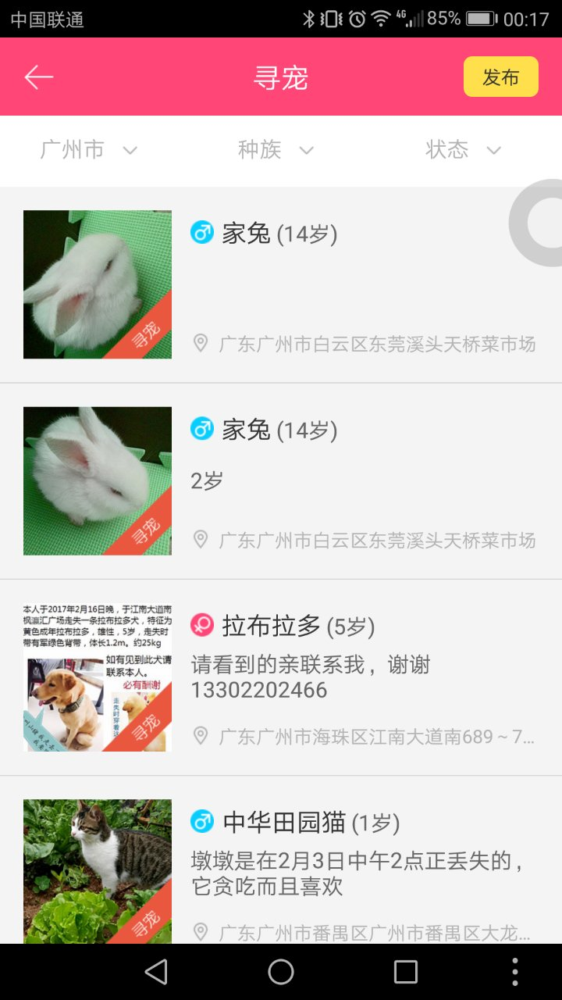 中国联通
4G
85%
00:17
寻宠
发布
广州市
种族
状态
家兔 (14岁)
寻宠
广东广州市白云区东莞溪头天桥菜市场
家兔 (14岁)
2岁
寻宠
广东广州市白云区东莞溪头天桥菜市场
本人于2017年2月16日晚，于江南大道南
枫瀛汇广场走失一条拉布拉多犬，特征为
黄色成年拉布拉多，雄性，5岁，走失时
带有军绿色背带，体长1.2m。约25kg
如有见到此犬请
联系本人。
必有酬谢
走失时穿着这
寻宠
拉布拉多 (5岁)
请看到的亲联系我，谢谢
13302202466
广东广州市海珠区江南大道南689～7...
中华田园猫 (1岁)
墩墩是在2月3日中午2点正丢失的，
它贪吃而且喜欢
寻宠
广东广州市番禺区广州市番禺区大龙...